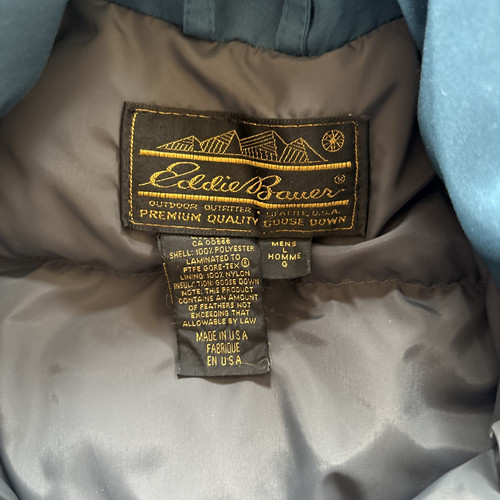 Eddie Bauer ®
OUTDOOR OUTFITTER • SEATTLE, U.S.A.
PREMIUM QUALITY GOOSE DOWN
CA 00286
SHELL: 100% POLYESTER
LAMINATED TO
PTFE GORE-TEX®
LINING: 100% NYLON
INSULATION: GOOSE DOWN
NOTE: THIS PRODUCT
CONTAINS AN AMOUNT
OF FEATHERS NOT
EXCEEDING THAT
ALLOWABLE BY LAW
MADE IN U.S.A
FABRIQUE
EN U.S.A.
MENS
L
HOMME
G